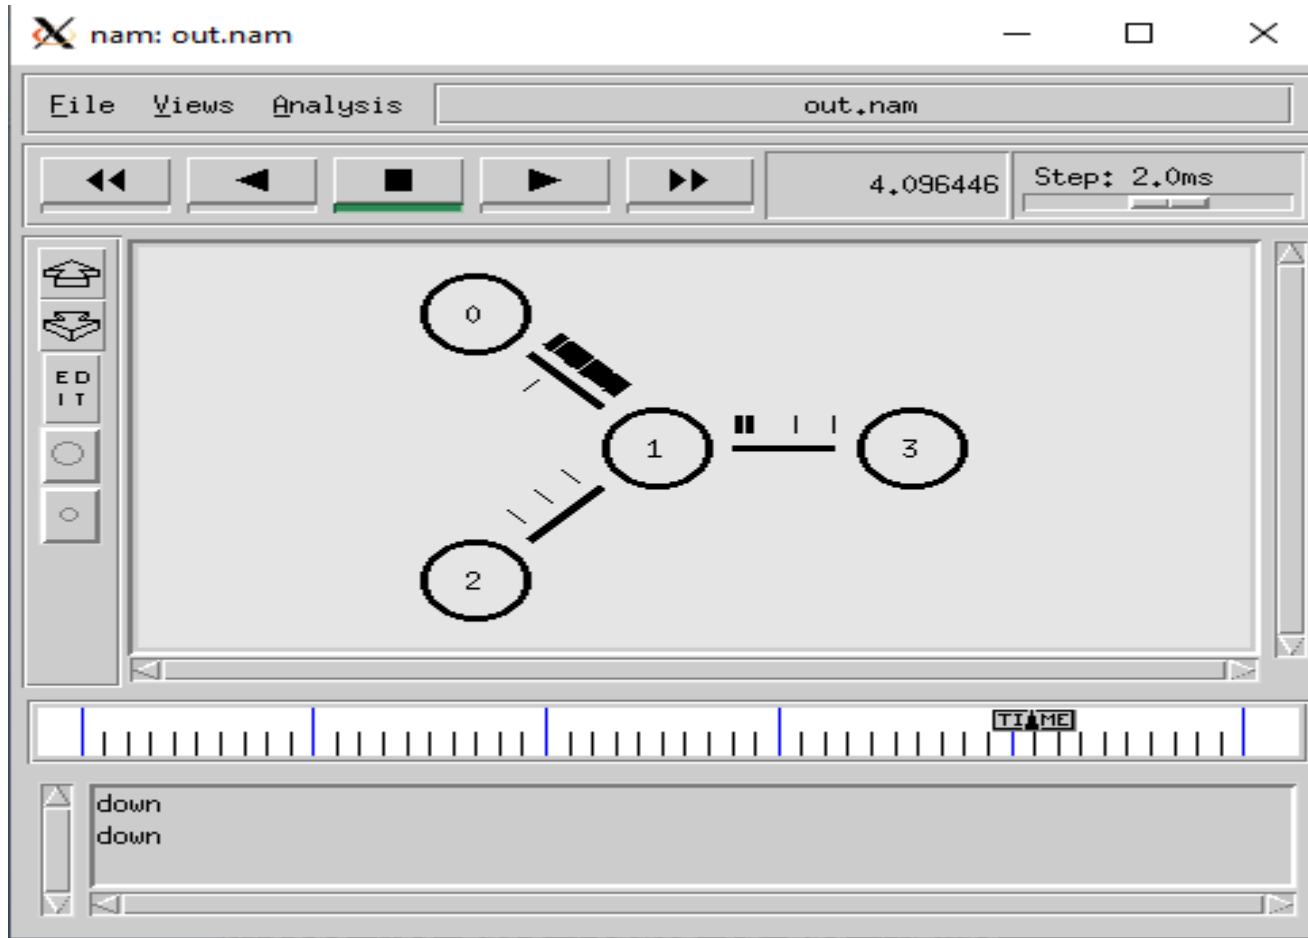 nam: out.nam
File Views Analysis out.nam
4.096446 Step: 2.0ms
ED
IT
0
1 3
2
TIME
down
down